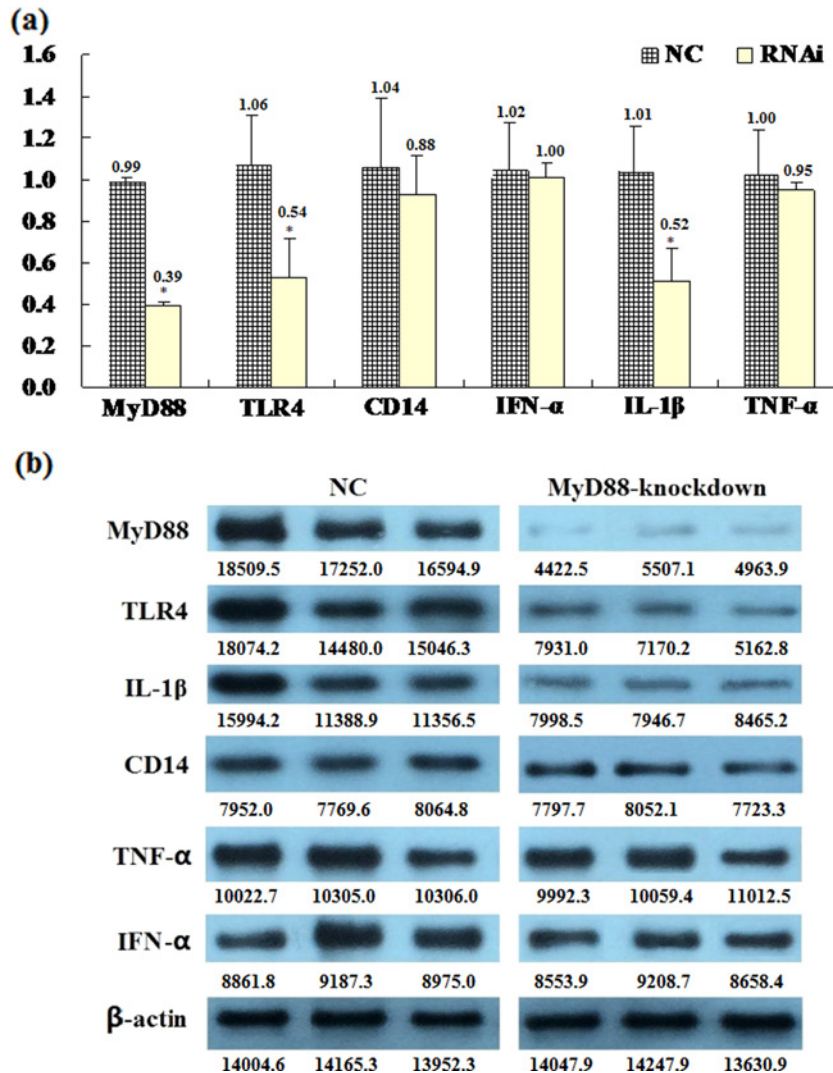 (a)
1.6
1.4
1.2
1.0
0.8
0.6
0.4
0.2
0.0
NC RNAi
0.99 0.39 * 1.06 0.54 * 1.04 0.88 1.02 1.00 1.01 0.52 * 1.00 0.95
MyD88 TLR4 CD14 IFN-α IL-1β TNF-α
(b)
NC MyD88-knockdown
MyD88
18509.5 17252.0 16594.9 4422.5 5507.1 4963.9
TLR4
18074.2 14480.0 15046.3 7931.0 7170.2 5162.8
IL-1β
15994.2 11388.9 11356.5 7998.5 7946.7 8465.2
CD14
7952.0 7769.6 8064.8 7797.7 8052.1 7723.3
TNF-α
10022.7 10305.0 10306.0 9992.3 10059.4 11012.5
IFN-α
8861.8 9187.3 8975.0 8553.9 9208.7 8658.4
β-actin
14004.6 14165.3 13952.3 14047.9 14247.9 13630.9